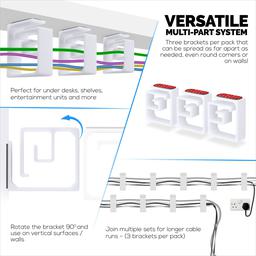 VERSATILE
MULTI-PART SYSTEM
Three brackets per pack that
can be spread as far apart as
needed, even round corners or
on walls!
Perfect for under desks, shelves,
entertainment units and more
Rotate the bracket 90º and
use on vertical surfaces /
walls.
Join multiple sets for longer cable
runs – (3 brackets per pack)